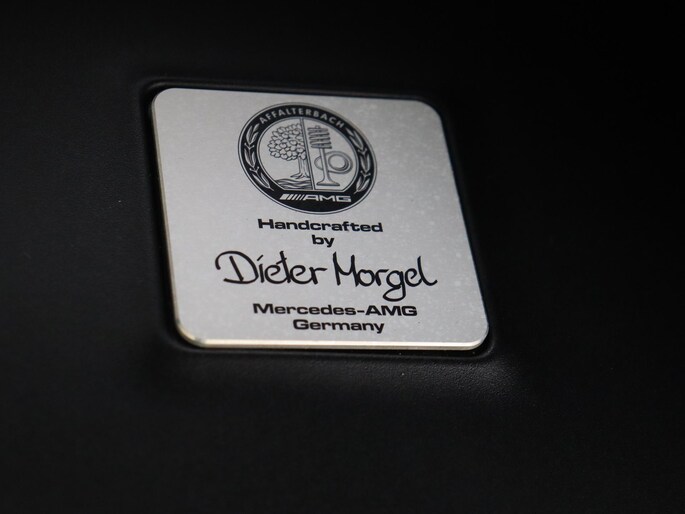 AFFALTERBACH
AMG
Handcrafted
by
Dieter Morgel
Mercedes-AMG
Germany